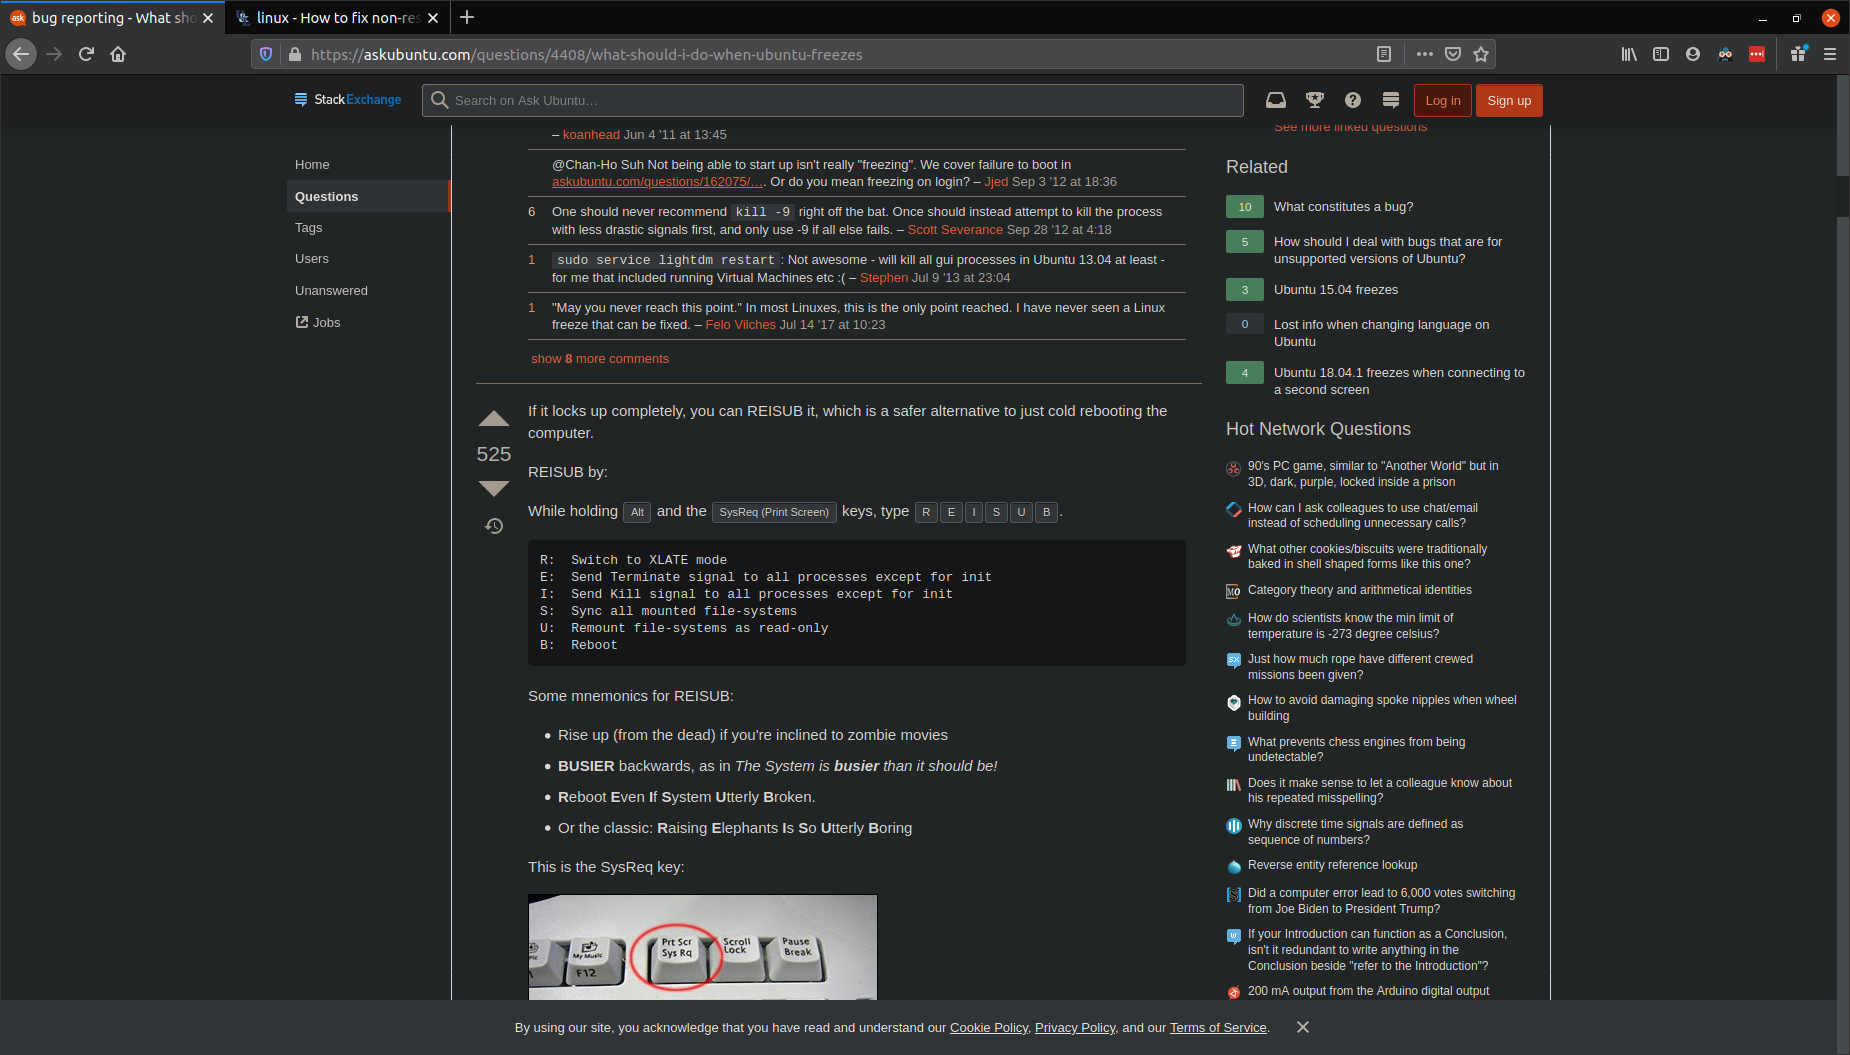 bug reporting - What sho
linux - How to fix non-res
https://askubuntu.com/questions/4408/what-should-i-do-when-ubuntu-freezes
StackExchange
Search on Ask Ubuntu…
Log in
Sign up
Home
Questions
Tags
Users
Unanswered
Jobs
– koanhead Jun 4 '11 at 13:45
@Chan-Ho Suh Not being able to start up isn't really "freezing". We cover failure to boot in
askubuntu.com/questions/162075/…. Or do you mean freezing on login? – Jjed Sep 3 '12 at 18:36
6 One should never recommend kill -9 right off the bat. Once should instead attempt to kill the process
with less drastic signals first, and only use -9 if all else fails. – Scott Severance Sep 28 '12 at 4:18
1 sudo service lightdm restart: Not awesome - will kill all gui processes in Ubuntu 13.04 at least -
for me that included running Virtual Machines etc :( – Stephen Jul 9 '13 at 23:04
1 "May you never reach this point." In most Linuxes, this is the only point reached. I have never seen a Linux
freeze that can be fixed. – Felo Vilches Jul 14 '17 at 10:23
show 8 more comments
525
If it locks up completely, you can REISUB it, which is a safer alternative to just cold rebooting the
computer.
REISUB by:
While holding Alt and the SysReq (Print Screen) keys, type R E I S U B.
R: Switch to XLATE mode
E: Send Terminate signal to all processes except for init
I: Send Kill signal to all processes except for init
S: Sync all mounted file-systems
U: Remount file-systems as read-only
B: Reboot
Some mnemonics for REISUB:
• Rise up (from the dead) if you're inclined to zombie movies
• BUSIER backwards, as in The System is busier than it should be!
• Reboot Even If System Utterly Broken.
• Or the classic: Raising Elephants Is So Utterly Boring
This is the SysReq key:
My Music
F12
Prt Scr
Sys Rq
Scroll
Lock
Pause
Break
See more linked questions
Related
10 What constitutes a bug?
5 How should I deal with bugs that are for
unsupported versions of Ubuntu?
3 Ubuntu 15.04 freezes
0 Lost info when changing language on
Ubuntu
4 Ubuntu 18.04.1 freezes when connecting to
a second screen
Hot Network Questions
90's PC game, similar to "Another World" but in
3D, dark, purple, locked inside a prison
How can I ask colleagues to use chat/email
instead of scheduling unnecessary calls?
What other cookies/biscuits were traditionally
baked in shell shaped forms like this one?
Category theory and arithmetical identities
How do scientists know the min limit of
temperature is -273 degree celsius?
Just how much rope have different crewed
missions been given?
How to avoid damaging spoke nipples when wheel
building
What prevents chess engines from being
undetectable?
Does it make sense to let a colleague know about
his repeated misspelling?
Why discrete time signals are defined as
sequence of numbers?
Reverse entity reference lookup
Did a computer error lead to 6,000 votes switching
from Joe Biden to President Trump?
If your Introduction can function as a Conclusion,
isn't it redundant to write anything in the
Conclusion beside "refer to the Introduction"?
200 mA output from the Arduino digital output
By using our site, you acknowledge that you have read and understand our Cookie Policy, Privacy Policy, and our Terms of Service.